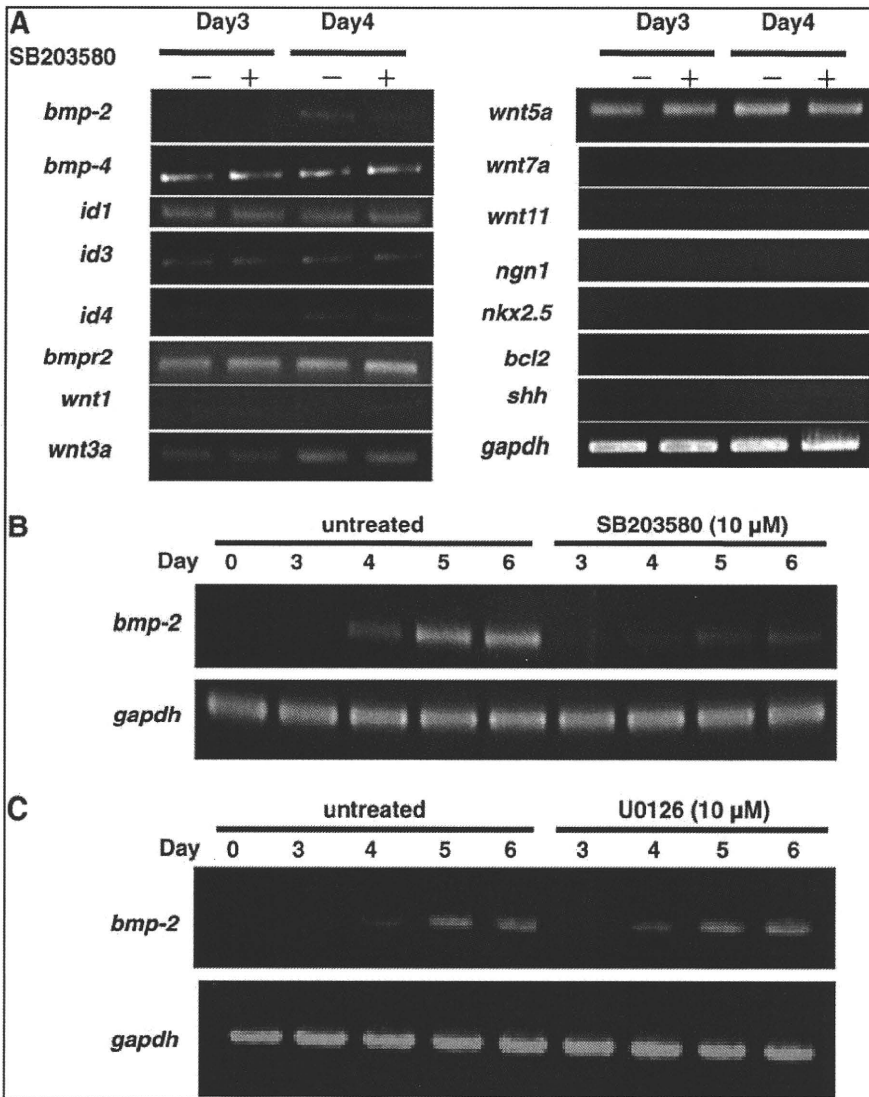 A
Day3 Day4
SB203580
− + − +
bmp-2
bmp-4
id1
id3
id4
bmpr2
wnt1
wnt3a
Day3 Day4
− + − +
wnt5a
wnt7a
wnt11
ngn1
nkx2.5
bcl2
shh
gapdh
B
untreated SB203580 (10 µM)
Day 0 3 4 5 6 3 4 5 6
bmp-2
gapdh
C
untreated U0126 (10 µM)
Day 0 3 4 5 6 3 4 5 6
bmp-2
gapdh